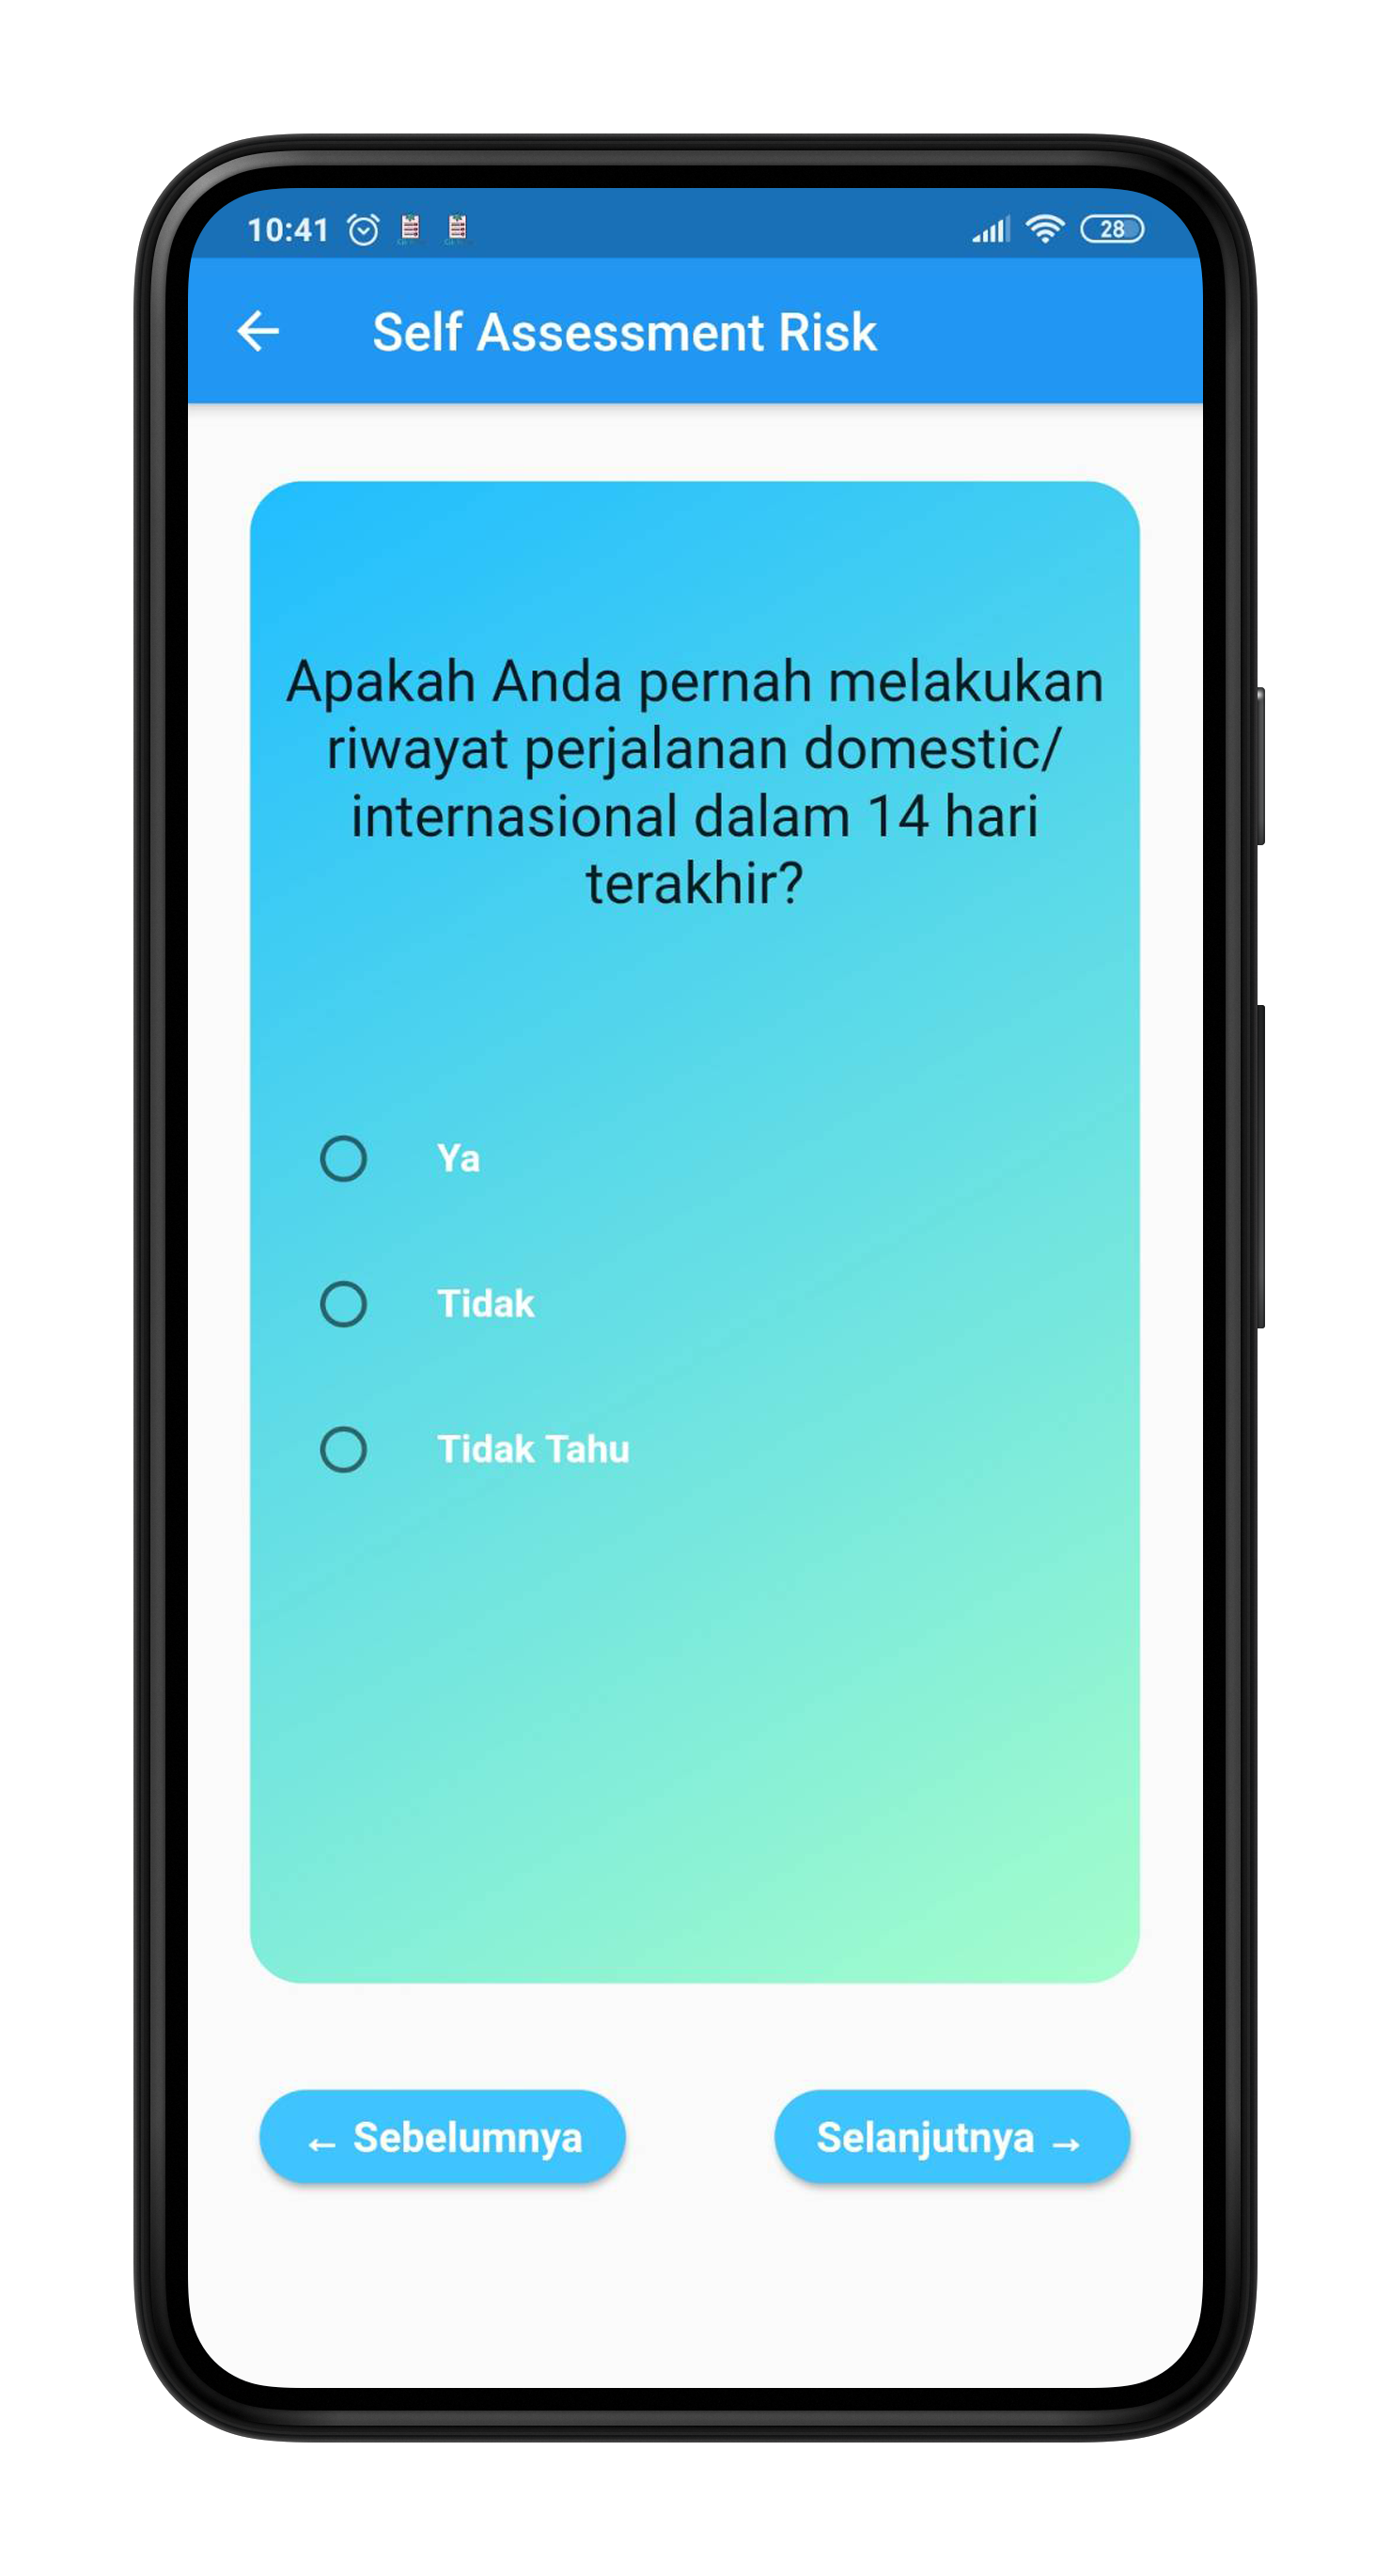 10:41
28
Self Assessment Risk
Apakah Anda pernah melakukan
riwayat perjalanan domestic/
internasional dalam 14 hari
terakhir?
Ya
Tidak
Tidak Tahu
← Sebelumnya
Selanjutnya →